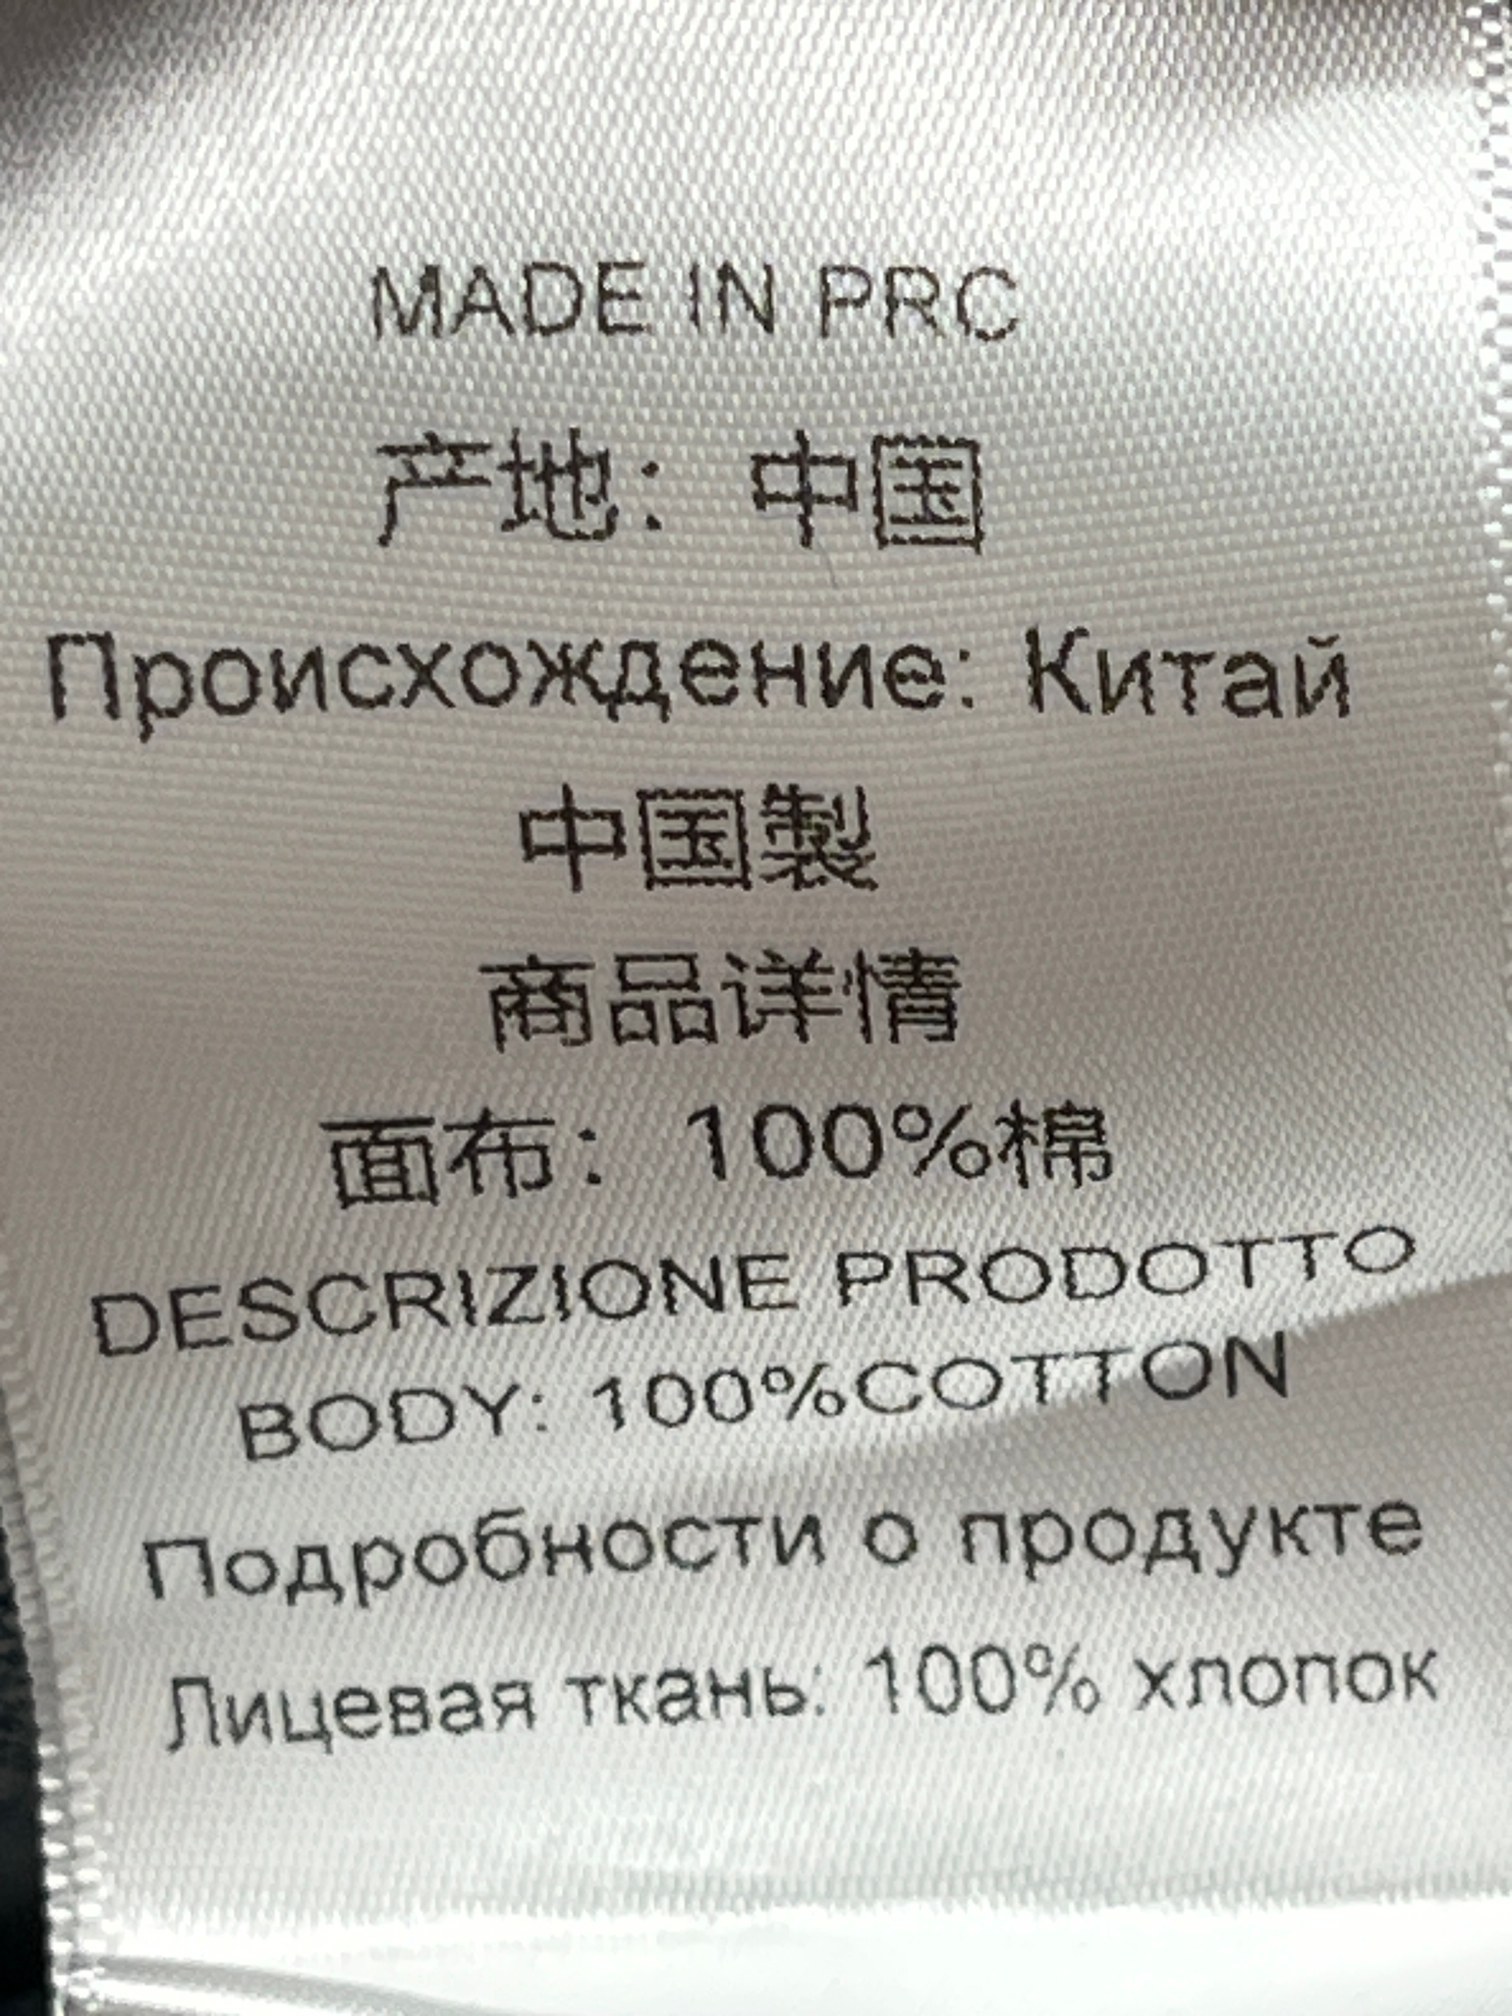 MADE IN PRC
产地：中国
Происхождение: Китай
中国製
商品详情
面布：100%棉
DESCRIZIONE PRODOTTO
BODY: 100%COTTON
Подробности о продукте
Лицевая ткань: 100% хлопок